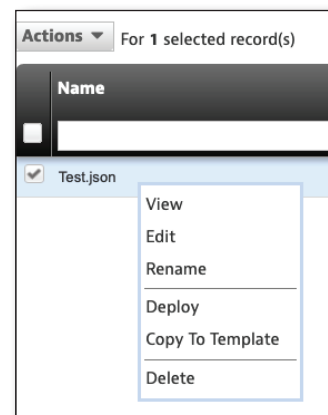 Actions For 1 selected record(s)
Name
Test.json
View
Edit
Rename
Deploy
Copy To Template
Delete